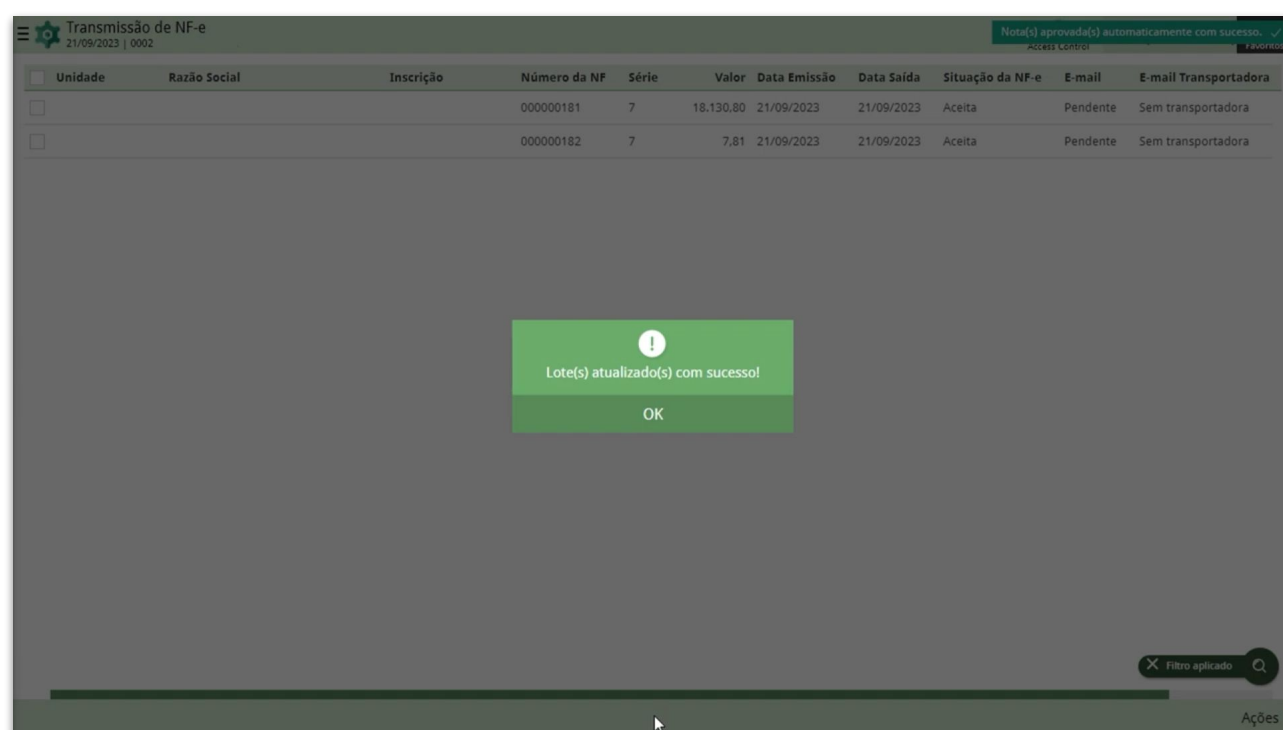 Transmissão de NF-e
21/09/2023 | 0002
Nota(s) aprovada(s) automaticamente com sucesso.
Access Control
Favoritos
Unidade Razão Social Inscrição Número da NF Série Valor Data Emissão Data Saída Situação da NF-e E-mail E-mail Transportadora
000000181 7 18.130,80 21/09/2023 21/09/2023 Aceita Pendente Sem transportadora
000000182 7 7,81 21/09/2023 21/09/2023 Aceita Pendente Sem transportadora
Lote(s) atualizado(s) com sucesso!
OK
Filtro aplicado
Ações